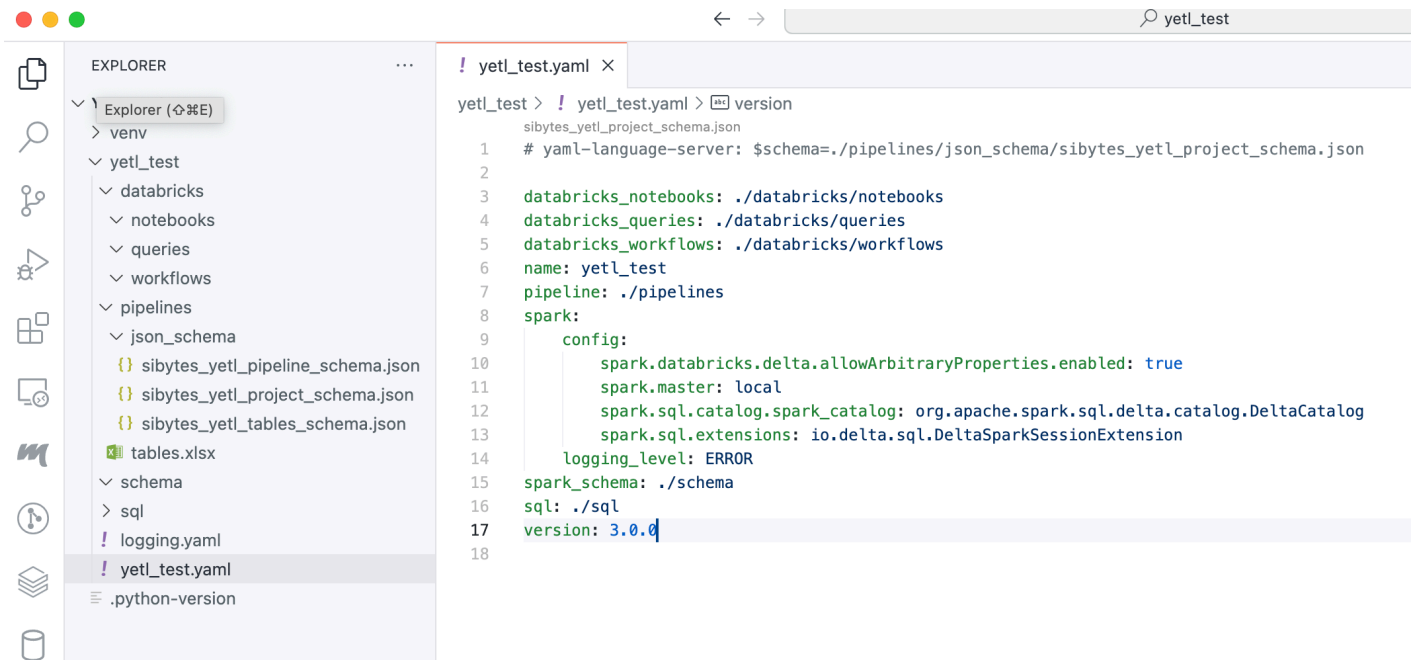 yetl_test
EXPLORER
...
Explorer (⇧⌘E)
venv
yetl_test
databricks
notebooks
queries
workflows
pipelines
json_schema
{} sibytes_yetl_pipeline_schema.json
{} sibytes_yetl_project_schema.json
{} sibytes_yetl_tables_schema.json
tables.xlsx
schema
sql
! logging.yaml
! yetl_test.yaml
.python-version
! yetl_test.yaml ×
yetl_test > ! yetl_test.yaml > abc version
sibytes_yetl_project_schema.json
1 # yaml-language-server: $schema=./pipelines/json_schema/sibytes_yetl_project_schema.json
2
3 databricks_notebooks: ./databricks/notebooks
4 databricks_queries: ./databricks/queries
5 databricks_workflows: ./databricks/workflows
6 name: yetl_test
7 pipeline: ./pipelines
8 spark:
9     config:
10         spark.databricks.delta.allowArbitraryProperties.enabled: true
11         spark.master: local
12         spark.sql.catalog.spark_catalog: org.apache.spark.sql.delta.catalog.DeltaCatalog
13         spark.sql.extensions: io.delta.sql.DeltaSparkSessionExtension
14     logging_level: ERROR
15 spark_schema: ./schema
16 sql: ./sql
17 version: 3.0.0
18